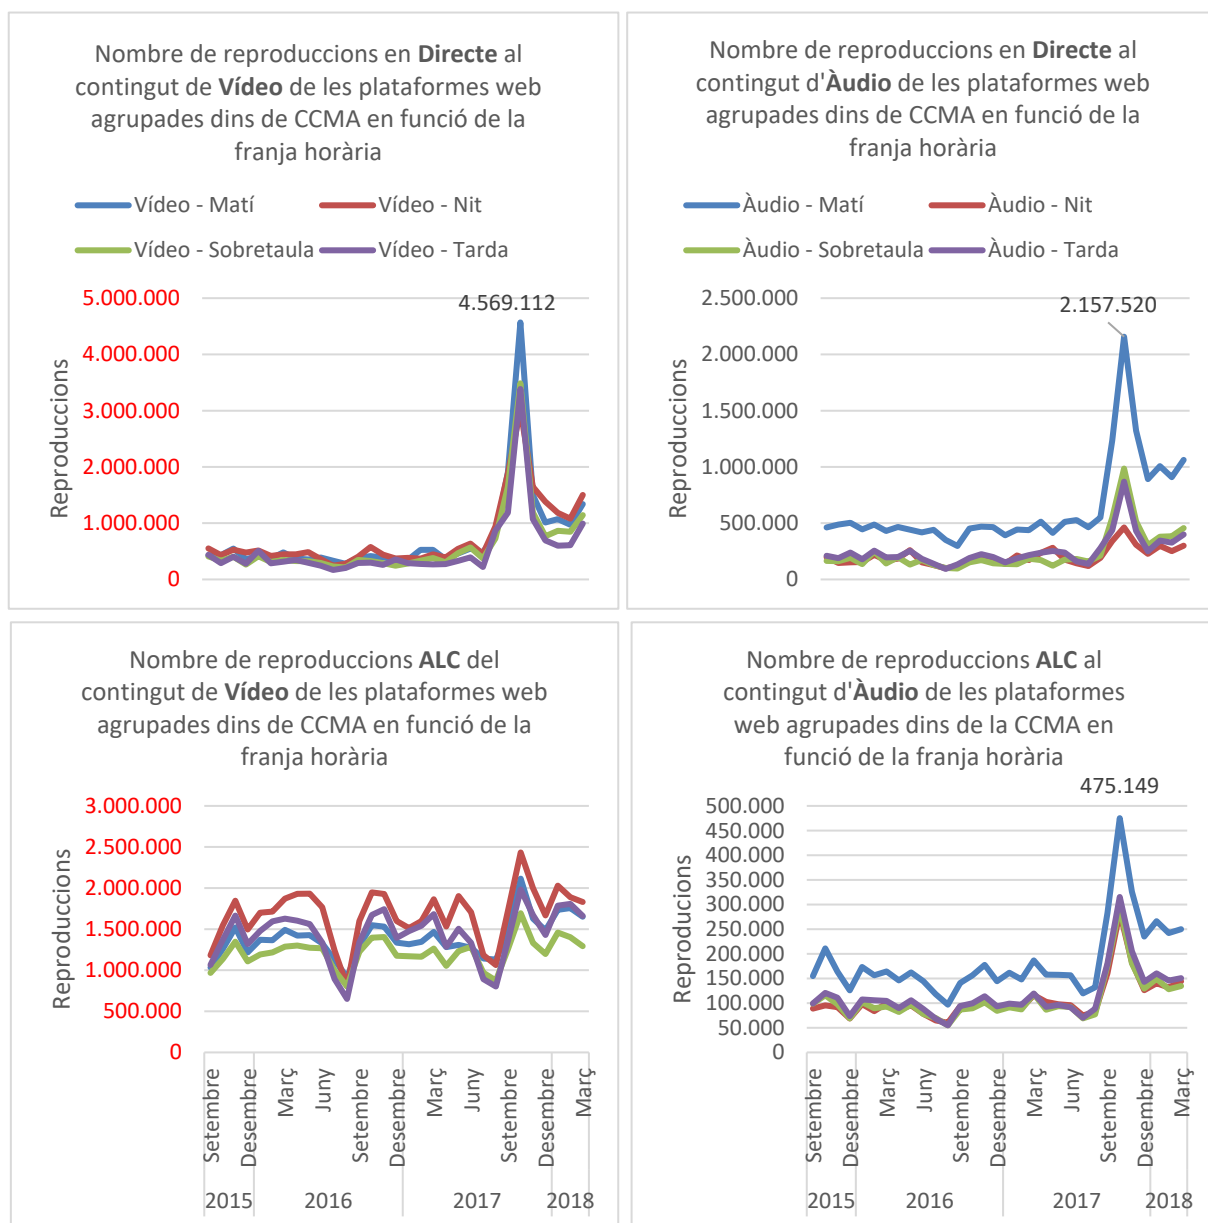 Nombre de reproduccions en Directe al
contingut de Vídeo de les plataformes web
agrupades dins de CCMA en funció de la
franja horària
Vídeo - Matí
Vídeo - Nit
Vídeo - Sobretaula
Vídeo - Tarda
4.569.112
5.000.000
4.000.000
3.000.000
2.000.000
1.000.000
0
Reproduccions
Nombre de reproduccions en Directe al
contingut d'Àudio de les plataformes web
agrupades dins de CCMA en funció de la
franja horària
Àudio - Matí
Àudio - Nit
Àudio - Sobretaula
Àudio - Tarda
2.157.520
2.500.000
2.000.000
1.500.000
1.000.000
500.000
0
Reproduccions
Nombre de reproduccions ALC del
contingut de Vídeo de les plataformes web
agrupades dins de CCMA en funció de la
franja horària
3.000.000
2.500.000
2.000.000
1.500.000
1.000.000
500.000
0
Reproduccions
Setembre
Desembre
Març
Juny
Setembre
Desembre
Març
Juny
Setembre
Desembre
Març
2015
2016
2017
2018
Nombre de reproduccions ALC al
contingut d'Àudio de les plataformes
web agrupades dins de la CCMA en
funció de la franja horària
475.149
500.000
450.000
400.000
350.000
300.000
250.000
200.000
150.000
100.000
50.000
0
Reproducions
Setembre
Desembre
Març
Juny
Setembre
Desembre
Març
Juny
Setembre
Desembre
Març
2015
2016
2017
2018